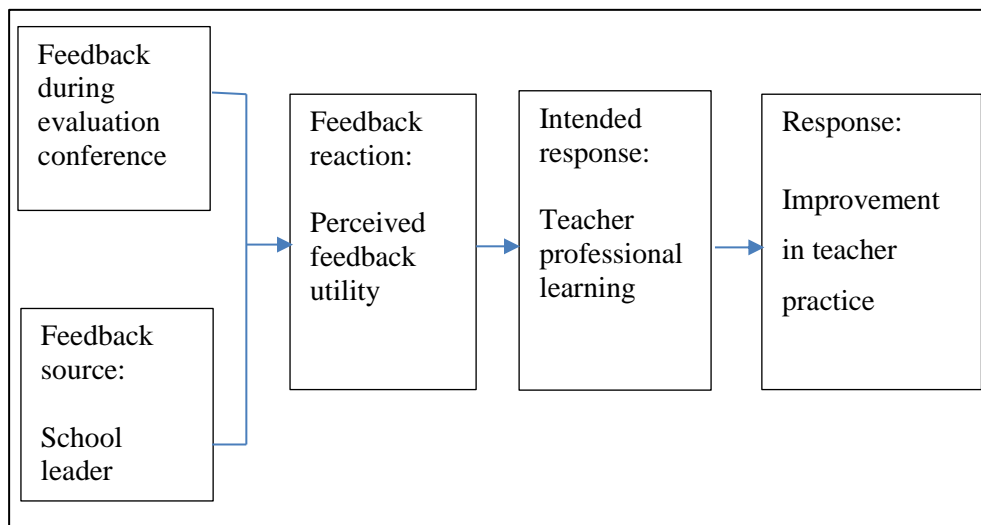 Feedback
during
evaluation
conference
Feedback
source:
School
leader
Feedback
reaction:
Perceived
feedback
utility
Intended
response:
Teacher
professional
learning
Response:
Improvement
in teacher
practice